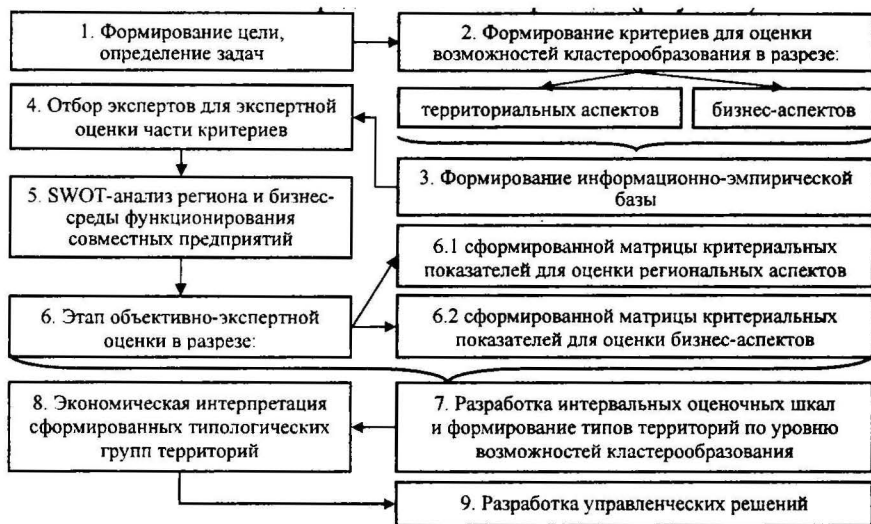 1. Формирование цели,
определение задач
2. Формирование критериев для оценки
возможностей кластерообразования в разрезе:
территориальных аспектов
бизнес-аспектов
4. Отбор экспертов для экспертной
оценки части критериев
3. Формирование информационно-эмпирической
базы
5. SWOT-анализ региона и бизнес-
среды функционирования
совместных предприятий
6.1 сформированной матрицы критериальных
показателей для оценки региональных аспектов
6. Этап объективно-экспертной
оценки в разрезе:
6.2 сформированной матрицы критериальных
показателей для оценки бизнес-аспектов
8. Экономическая интерпретация
сформированных типологических
групп территорий
7. Разработка интервальных оценочных шкал
и формирование типов территорий по уровню
возможностей кластерообразования
9. Разработка управленческих решений